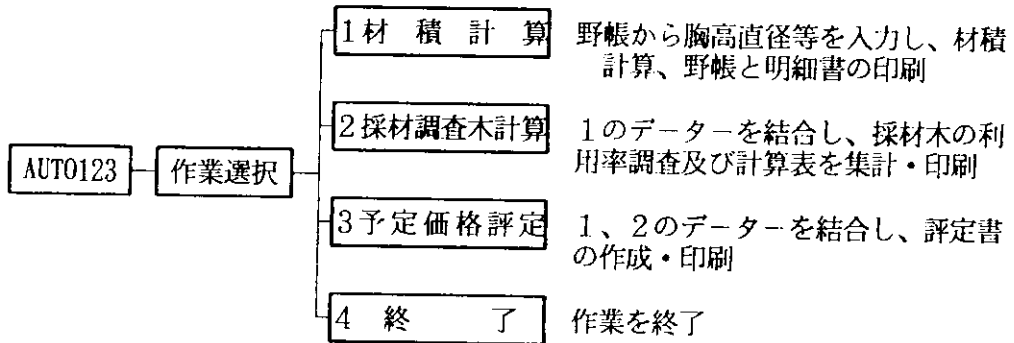 1材積計算
野帳から胸高直径等を入力し、材積
計算、野帳と明細書の印刷
2採材調査木計算
1のデーターを結合し、採材木の利
用率調査及び計算表を集計・印刷
AUTO123
作業選択
3予定価格評定
1、2のデーターを結合し、評定書
の作成・印刷
4 終 了
作業を終了